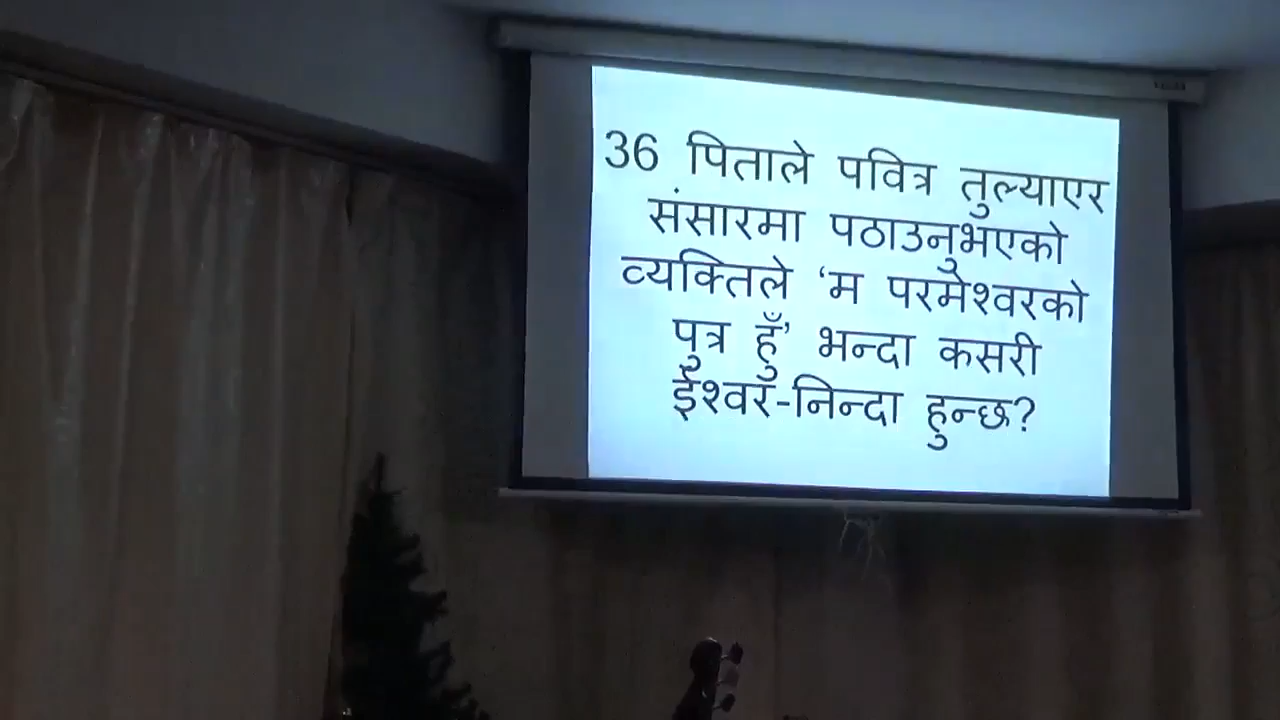 36 पिताले पवित्र तुल्याएर
संसारमा पठाउनुभएको
व्यक्तिले ‘म परमेश्वरको
पुत्र हुँ’ भन्दा कसरी
ईश्वर-निन्दा हुन्छ?